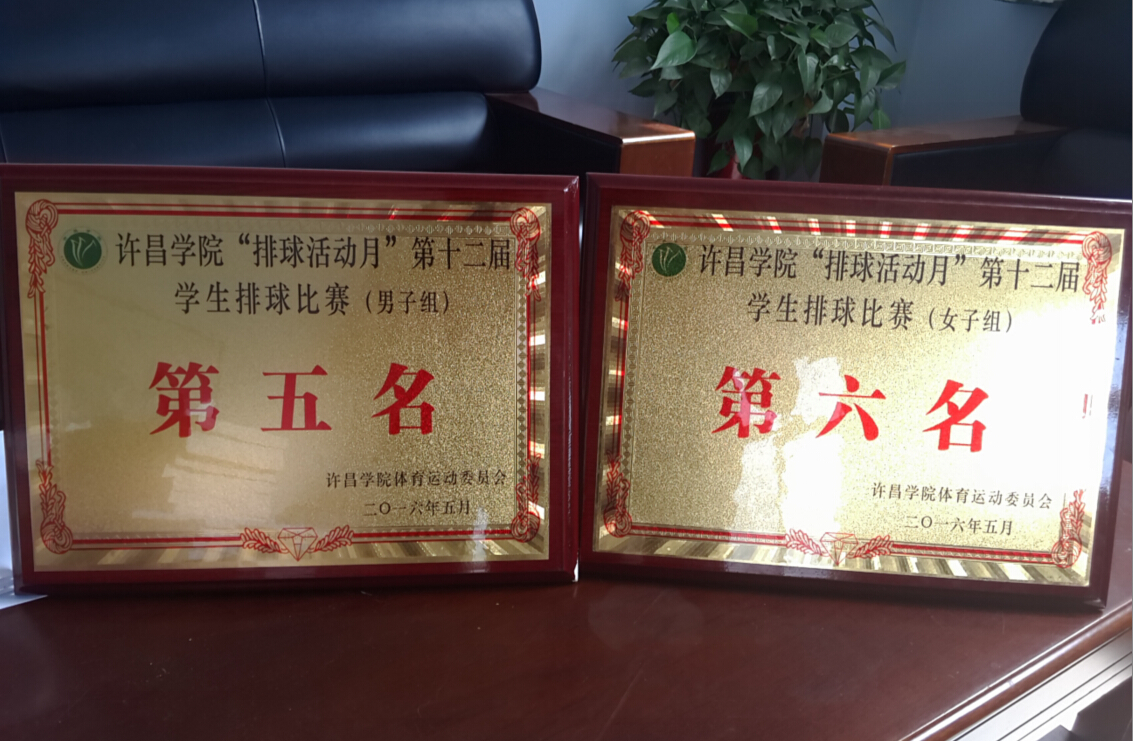 许昌学院“排球活动月”第十二届
学生排球比赛（男子组）
第五名
许昌学院体育运动委员会
二〇一六年五月
许昌学院“排球活动月”第十二届
学生排球比赛（女子组）
第六名
许昌学院体育运动委员会
二〇一六年五月